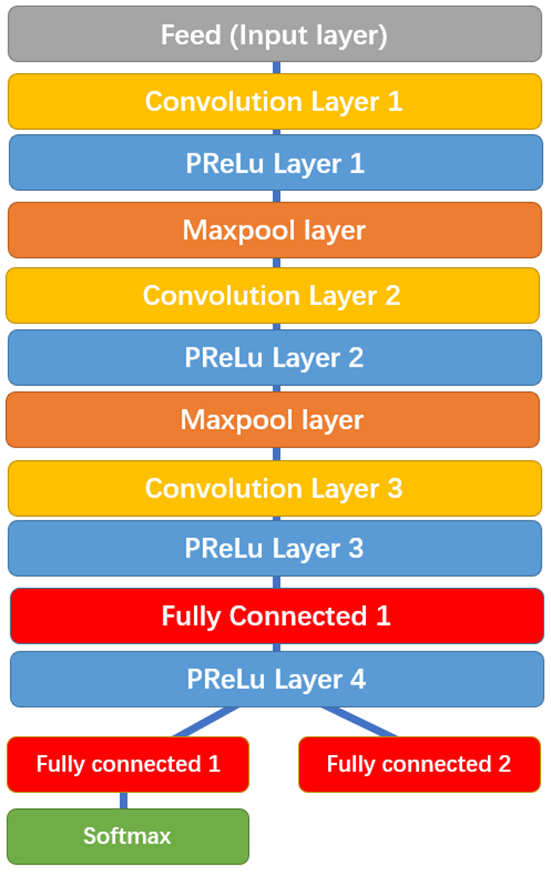 Feed (Input layer)
Convolution Layer 1
PReLu Layer 1
Maxpool layer
Convolution Layer 2
PReLu Layer 2
Maxpool layer
Convolution Layer 3
PReLu Layer 3
Fully Connected 1
PReLu Layer 4
Fully connected 1
Fully connected 2
Softmax